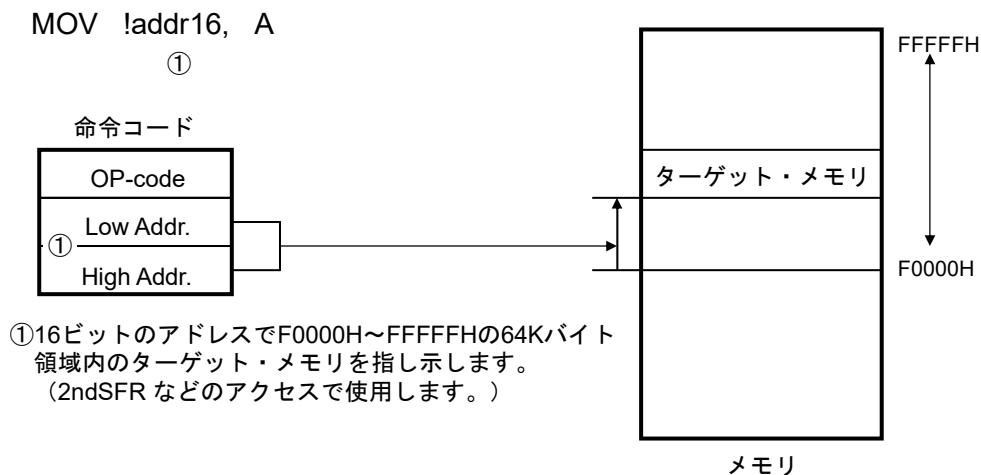 MOV !addr16, A
①
命令コード
OP-code
Low Addr.
①
High Addr.
①16ビットのアドレスでF0000H～FFFFFHの64Kバイト
領域内のターゲット・メモリを指し示します。
（2ndSFR などのアクセスで使用します。）
FFFFFH
ターゲット・メモリ
F0000H
メモリ